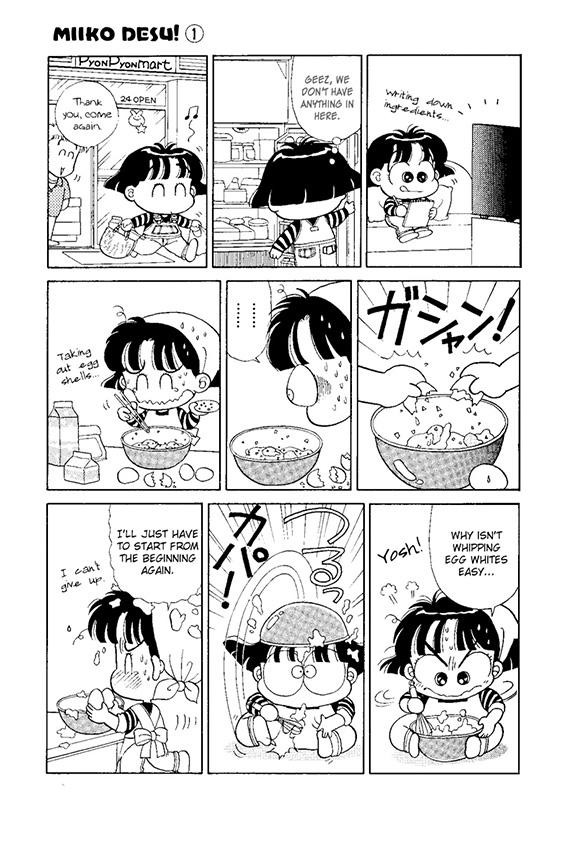 MIIKO DESU! ①
Writing down
ingredients...
GEEZ, WE
DON'T HAVE
ANYTHING IN
HERE.
PyonPyonmart
24 OPEN
Thank
you, come
again.
ガシャン!
......
Taking
out egg
shells...
WHY ISN'T
WHIPPING
EGG WHITES
EASY...
Yosh!
つるっ
カパ!
I'LL JUST HAVE
TO START FROM
THE BEGINNING
AGAIN.
I can't
give up.